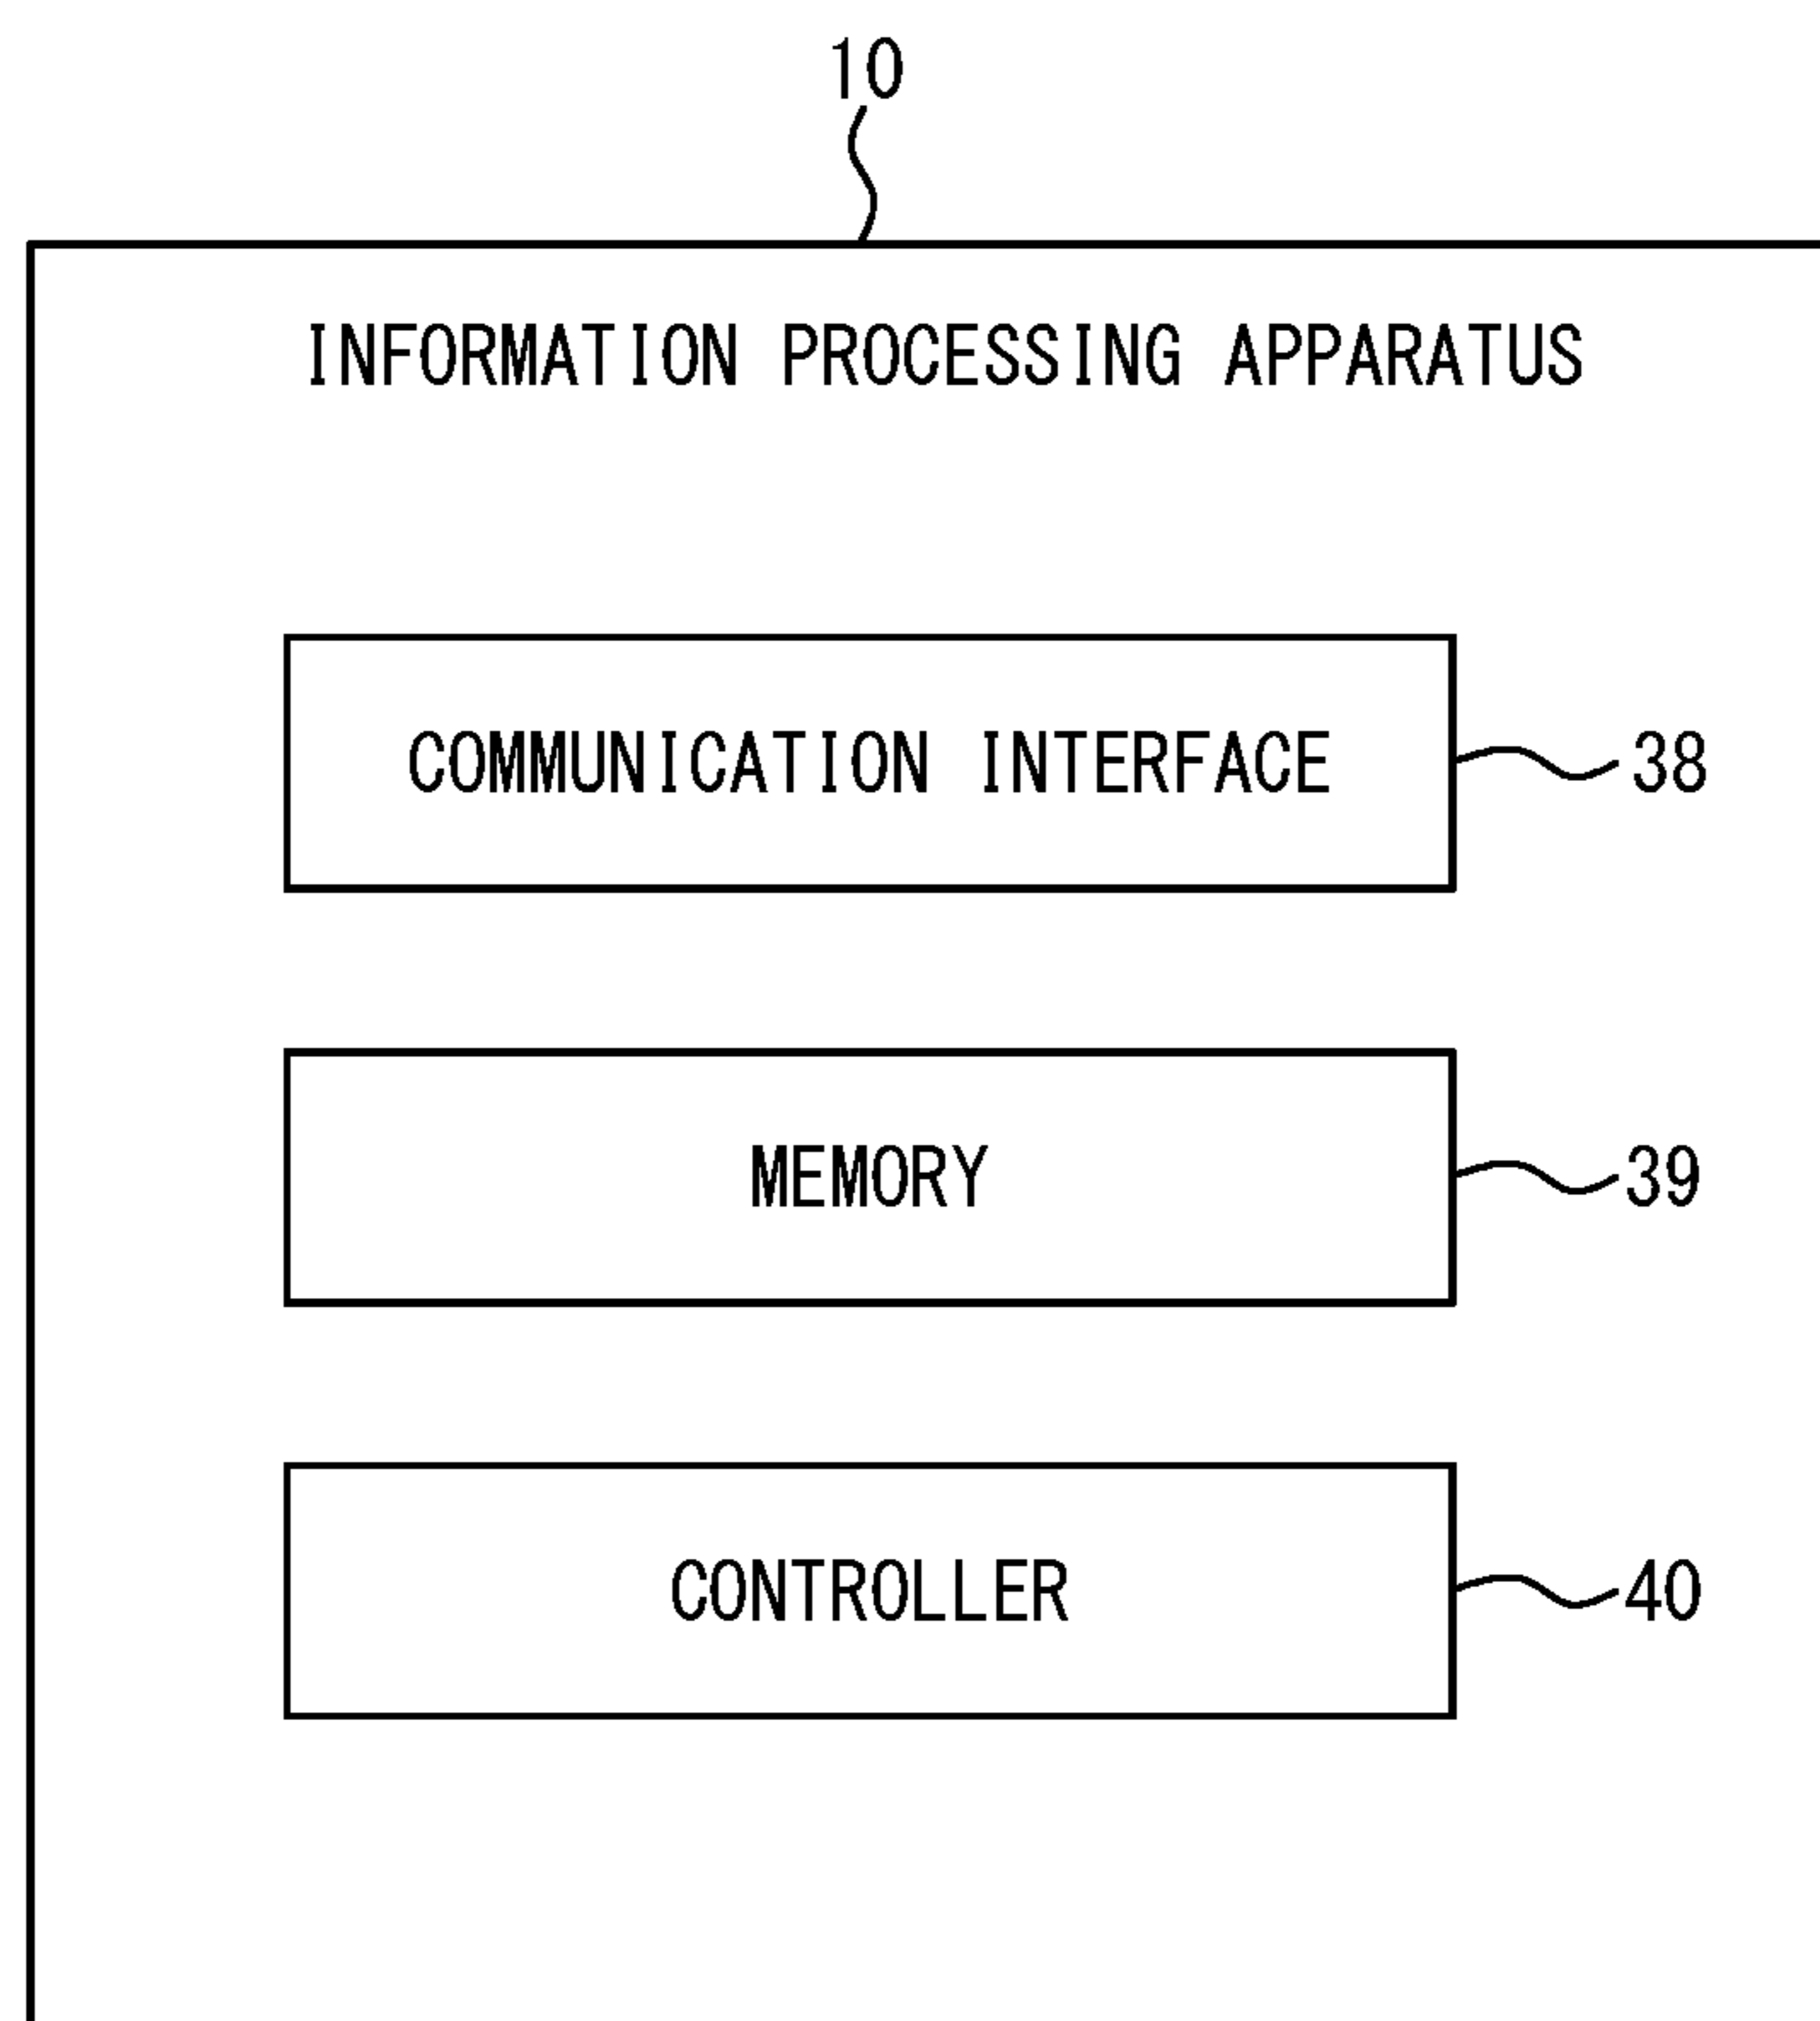 10
INFORMATION PROCESSING APPARATUS
COMMUNICATION INTERFACE 38
MEMORY 39
CONTROLLER 40